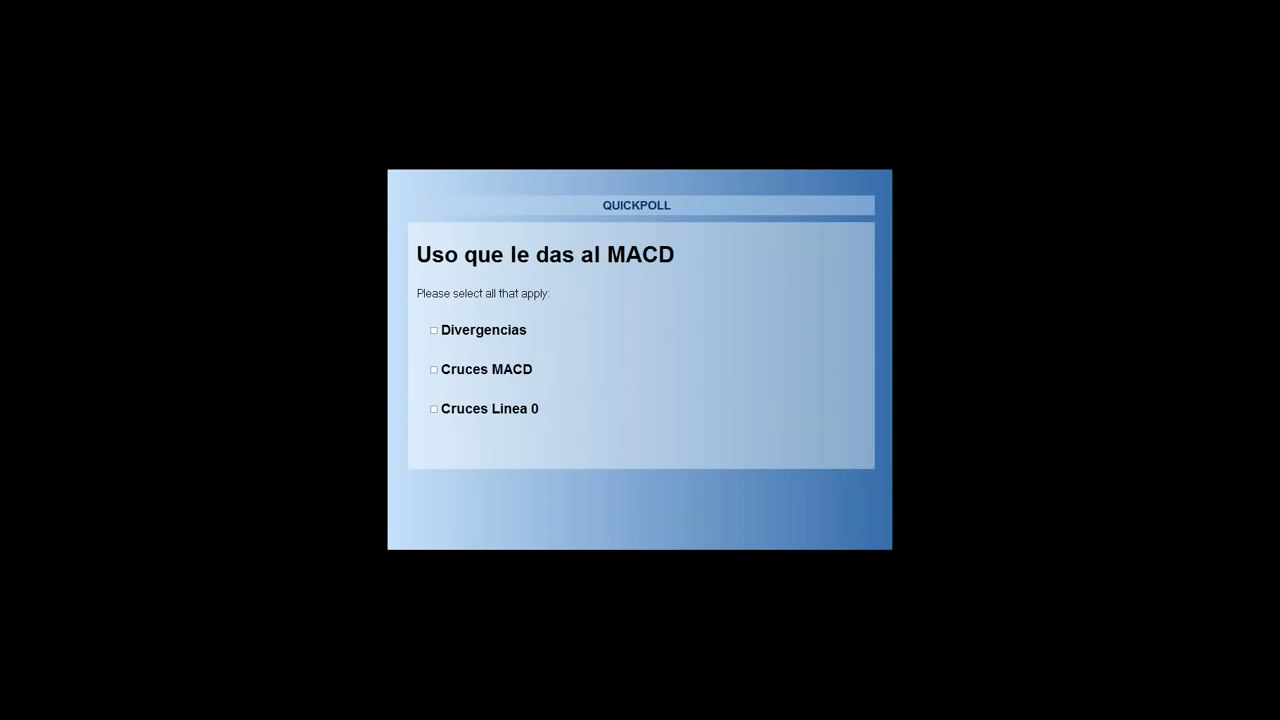 QUICKPOLL
Uso que le das al MACD
Please select all that apply:
Divergencias
Cruces MACD
Cruces Linea 0